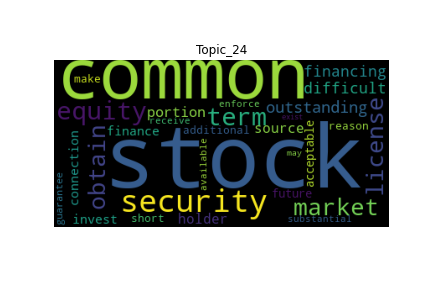 Topic_24
common
make
financing
difficult
equity
portion
term
enforce
outstanding
receive
exist
finance
additional
source
reason
connection
obtain
stock
available
may
acceptable
license
security
future
market
guarantee
invest
short
holder
substantial